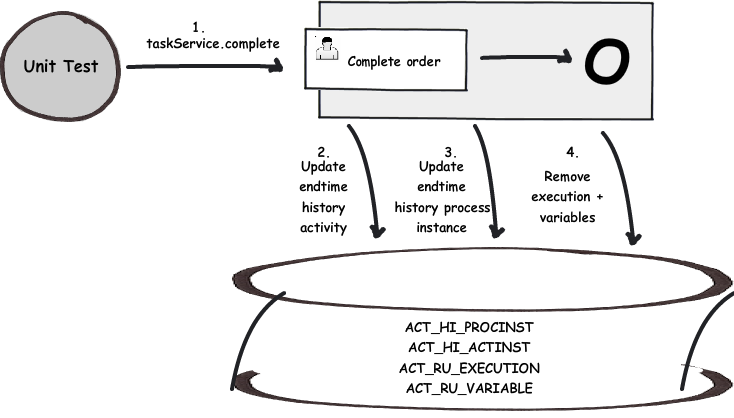 1.
taskService.complete
Unit Test
Complete order
2.
Update
endtime
history
activity
3.
Update
endtime
history process
instance
4.
Remove
execution +
variables
ACT_HI_PROCINST
ACT_HI_ACTINST
ACT_RU_EXECUTION
ACT_RU_VARIABLE